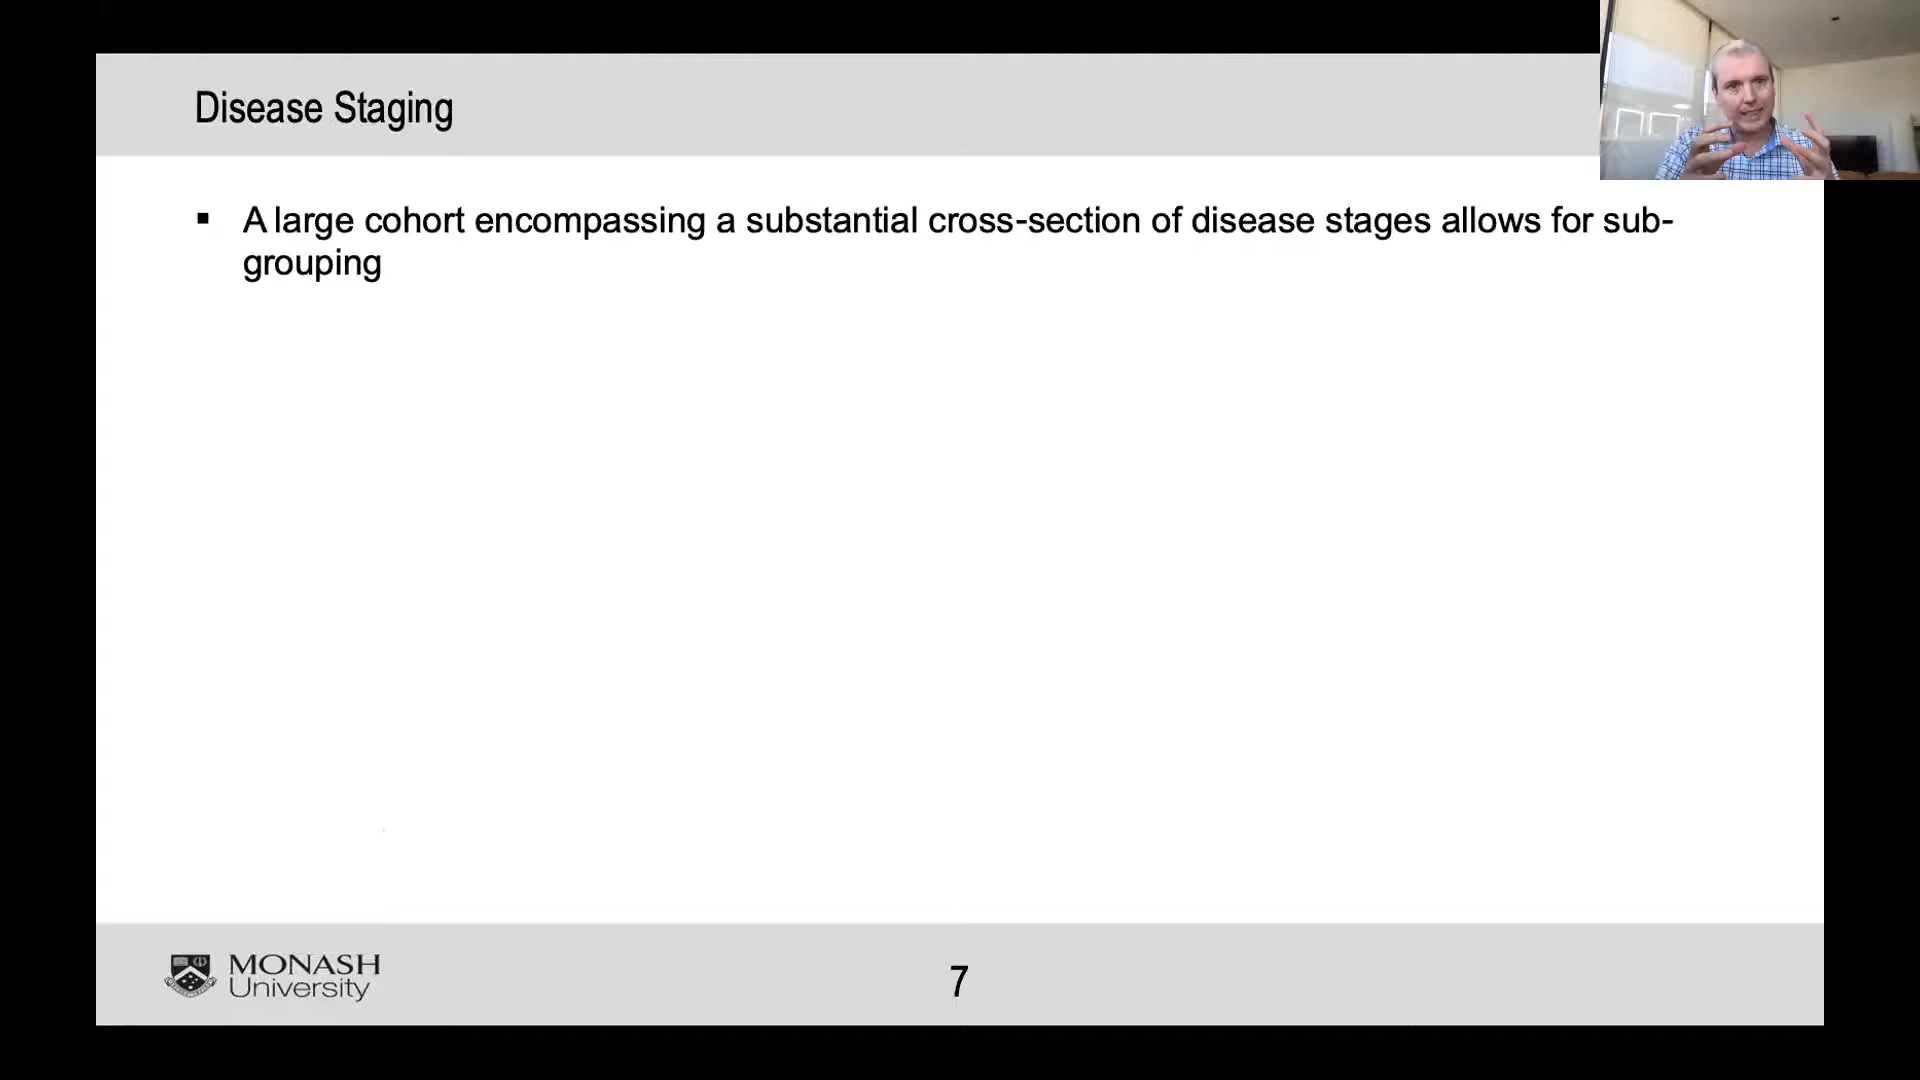 Disease Staging
▪ A large cohort encompassing a substantial cross-section of disease stages allows for sub-
grouping
MONASH
University
7